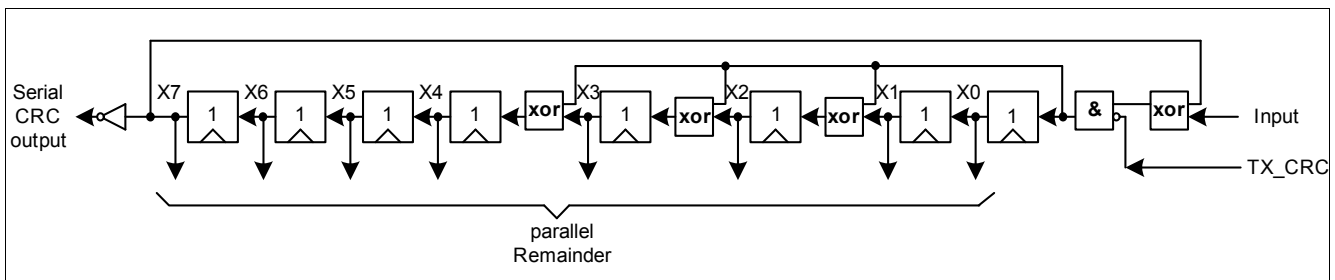 Serial
CRC
output
X7
1
X6
1
X5
1
X4
1
xor
X3
1
xor
X2
1
xor
X1
1
X0
1
&
xor
Input
TX_CRC
parallel
Remainder